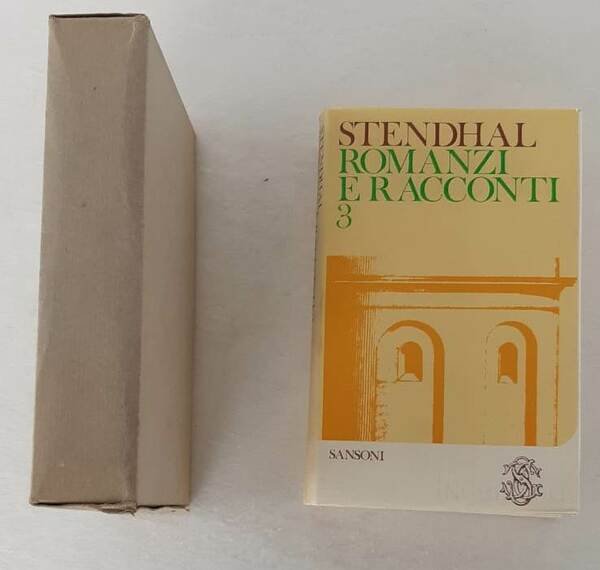 STENDHAL
ROMANZI
E RACCONTI
3
SANSONI